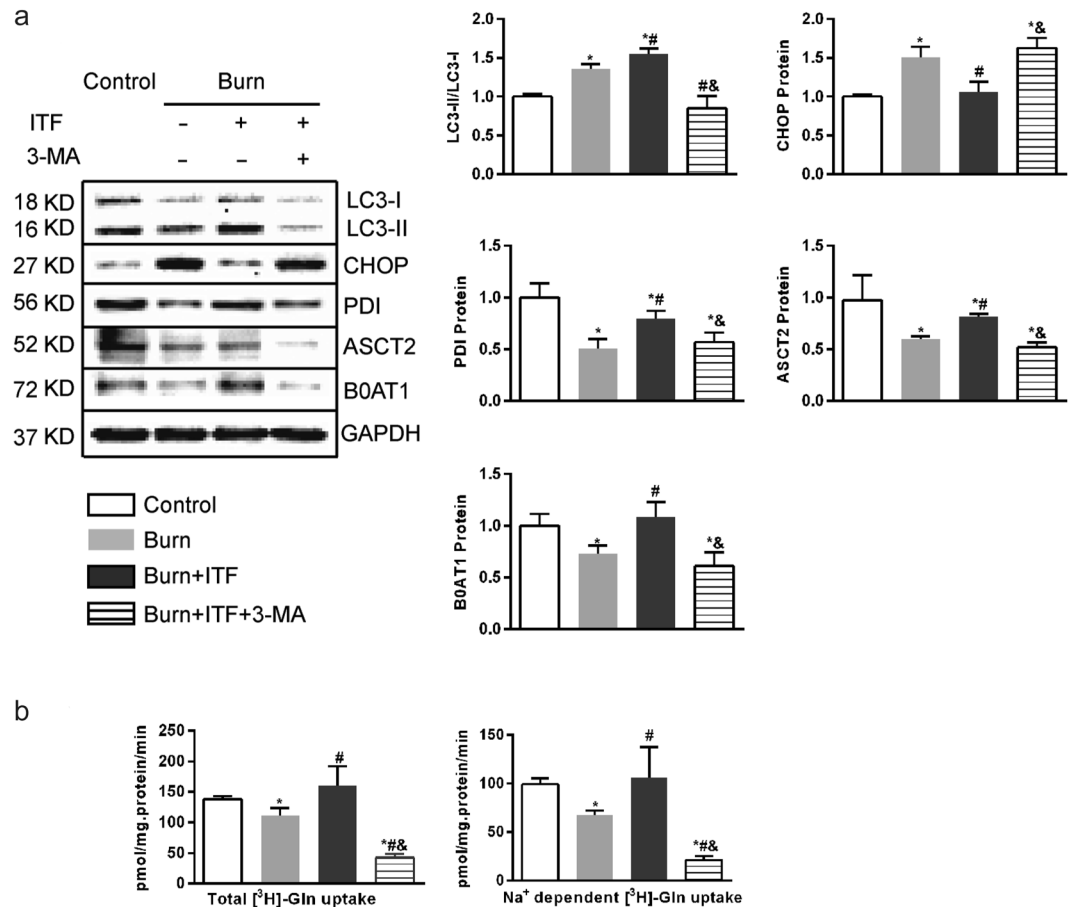 a
Control Burn
ITF - + +
3-MA - - +
18 KD LC3-I
16 KD LC3-II
27 KD CHOP
56 KD PDI
52 KD ASCT2
72 KD B0AT1
37 KD GAPDH
Control
Burn
Burn+ITF
Burn+ITF+3-MA
LC3-II/LC3-I
2.0
1.5
1.0
0.5
0.0
*
*#
#&
CHOP Protein
2.0
1.5
1.0
0.5
0.0
*
#
*&
PDI Protein
1.5
1.0
0.5
0.0
*
*#
*&
ASCT2 Protein
1.5
1.0
0.5
0.0
*
*#
*&
B0AT1 Protein
1.5
1.0
0.5
0.0
*
#
*&
b
pmol/mg.protein/min
250
200
150
100
50
0
*
#
*#&
Total [³H]-Gln uptake
pmol/mg.protein/min
150
100
50
0
*
#
*#&
Na⁺ dependent [³H]-Gln uptake